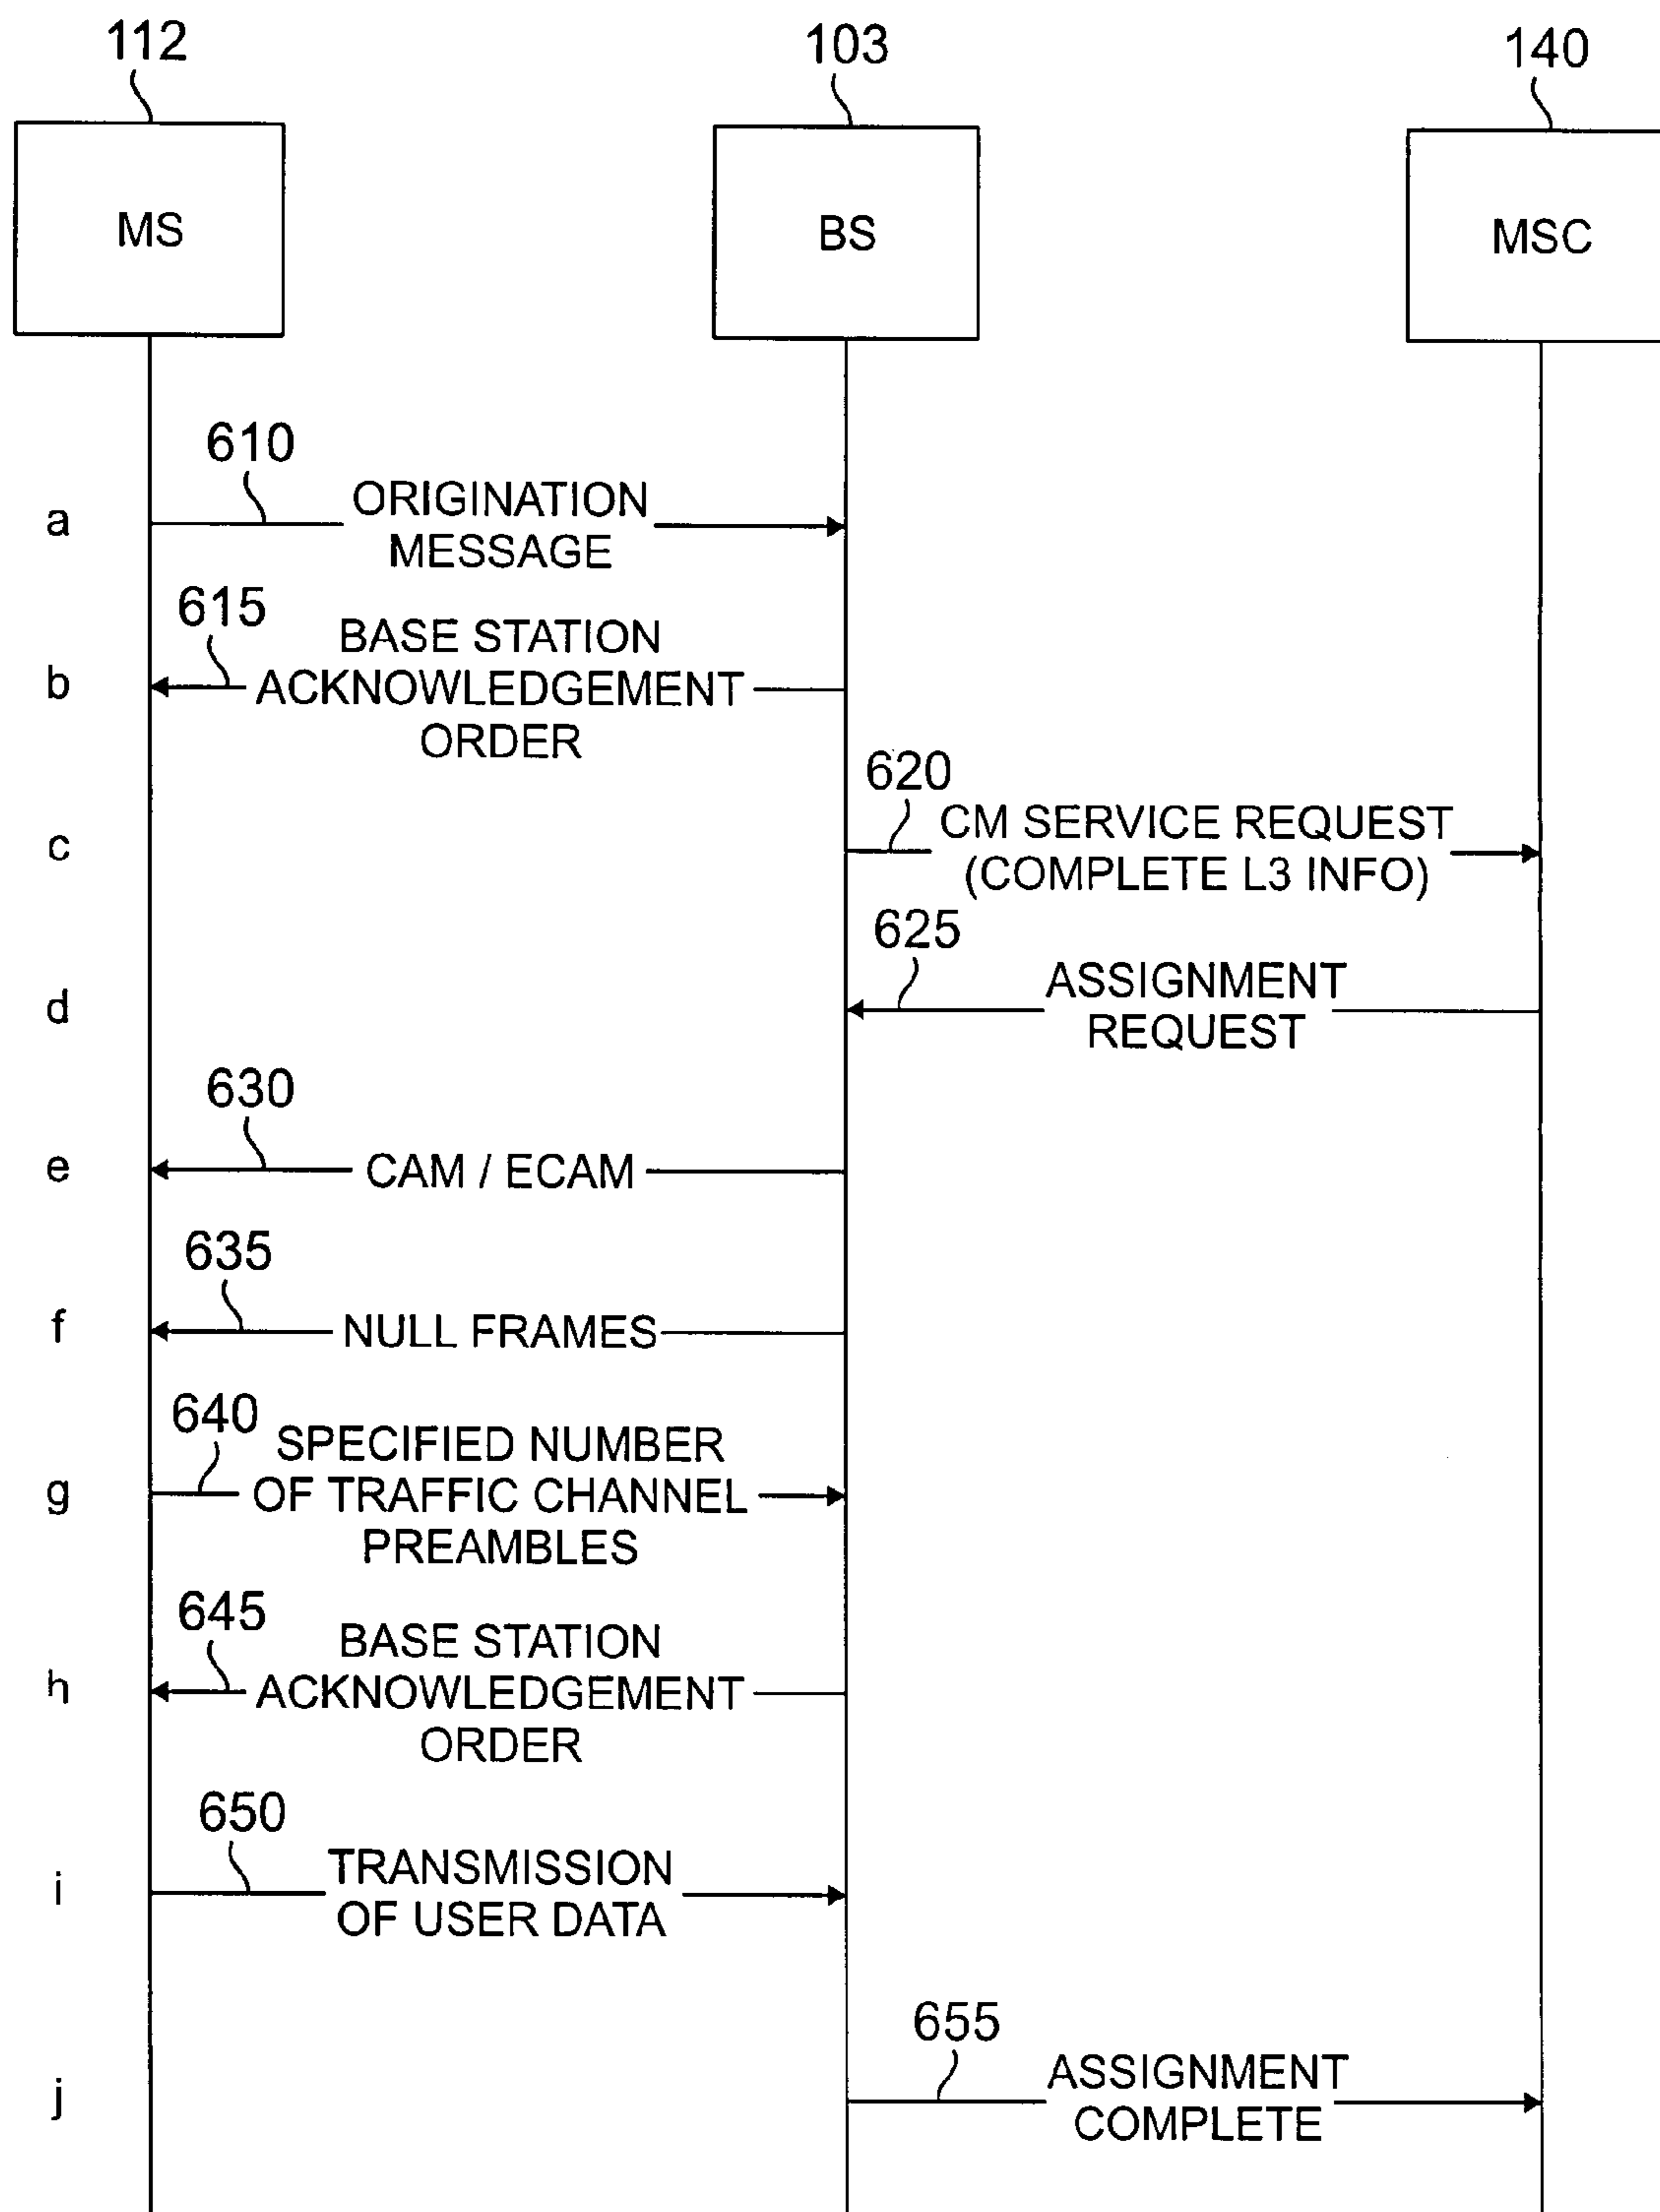 112
103
140
MS
BS
MSC
610
a
ORIGINATION
MESSAGE
615
b
BASE STATION
ACKNOWLEDGEMENT
ORDER
620
c
CM SERVICE REQUEST
(COMPLETE L3 INFO)
625
d
ASSIGNMENT
REQUEST
630
e
CAM / ECAM
635
f
NULL FRAMES
640
g
SPECIFIED NUMBER
OF TRAFFIC CHANNEL
PREAMBLES
645
h
BASE STATION
ACKNOWLEDGEMENT
ORDER
650
i
TRANSMISSION
OF USER DATA
655
j
ASSIGNMENT
COMPLETE